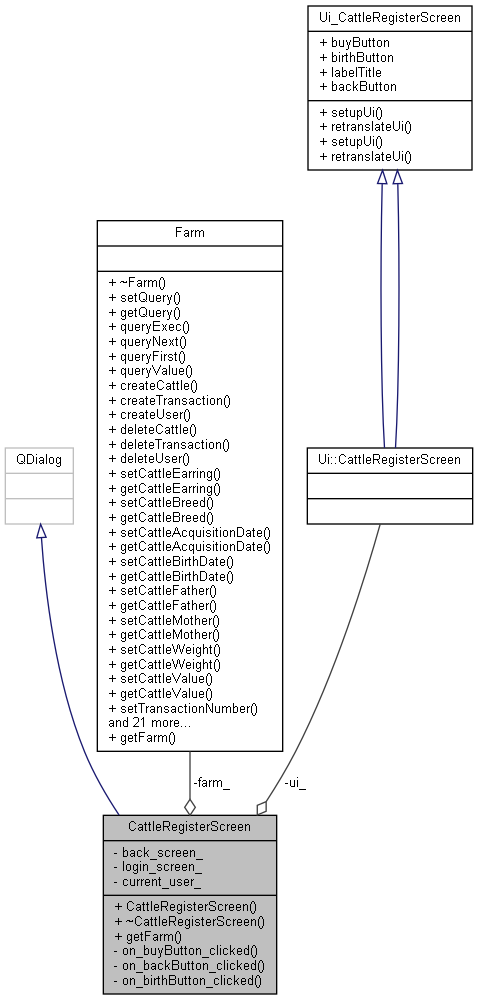 Ui_CattleRegisterScreen
+ buyButton
+ birthButton
+ labelTitle
+ backButton
+ setupUi()
+ retranslateUi()
+ setupUi()
+ retranslateUi()
Farm
+ ~Farm()
+ setQuery()
+ getQuery()
+ queryExec()
+ queryNext()
+ queryFirst()
+ queryValue()
+ createCattle()
+ createTransaction()
+ createUser()
+ deleteCattle()
+ deleteTransaction()
+ deleteUser()
+ setCattleEarring()
+ getCattleEarring()
+ setCattleBreed()
+ getCattleBreed()
+ setCattleAcquisitionDate()
+ getCattleAcquisitionDate()
+ setCattleBirthDate()
+ getCattleBirthDate()
+ setCattleFather()
+ getCattleFather()
+ setCattleMother()
+ getCattleMother()
+ setCattleWeight()
+ getCattleWeight()
+ setCattleValue()
+ getCattleValue()
+ setTransactionNumber()
and 21 more...
+ getFarm()
QDialog
Ui::CattleRegisterScreen
-farm_
-ui_
CattleRegisterScreen
- back_screen_
- login_screen_
- current_user_
+ CattleRegisterScreen()
+ ~CattleRegisterScreen()
+ getFarm()
- on_buyButton_clicked()
- on_backButton_clicked()
- on_birthButton_clicked()